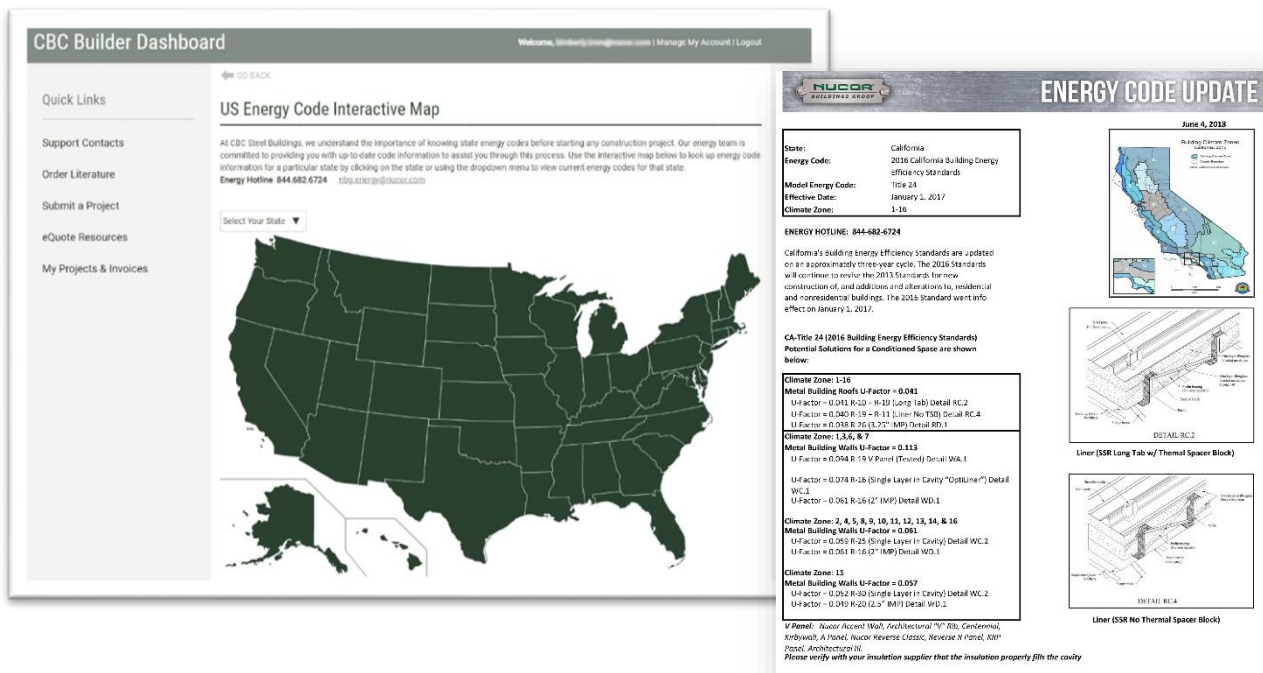 CBC Builder Dashboard
Welcome, | Manage My Account | Logout
GO BACK
Quick Links
Support Contacts
Order Literature
Submit a Project
eQuote Resources
My Projects & Invoices
US Energy Code Interactive Map
At CBC Steel Buildings, we understand the importance of knowing state energy codes before starting any construction project. Our energy team is
committed to providing you with up-to-date code information to assist you through this process. Use the interactive map below to look up energy code
information for a particular state by clicking on the state or using the dropdown menu to view current energy codes for that state.
Energy Hotline 844.682.6724 nbg.energy@nucor.com
Select Your State ▼
NUCOR
BUILDINGS GROUP
ENERGY CODE UPDATE
June 4, 2018
State: California
Energy Code: 2016 California Building Energy
Efficiency Standards
Model Energy Code: Title 24
Effective Date: January 1, 2017
Climate Zone: 1-16
ENERGY HOTLINE: 844-682-6724
California's Building Energy Efficiency Standards are updated
on an approximately three-year cycle. The 2016 Standards
will continue to revise the 2013 Standards for new
construction of, and additions and alterations to, residential
and nonresidential buildings. The 2016 Standard went info
effect on January 1, 2017.
CA-Title 24 (2016 Building Energy Efficiency Standards)
Potential Solutions for a Conditioned Space are shown
below:
Climate Zone: 1-16
Metal Building Roofs U-Factor = 0.041
U-Factor = 0.041 R-10 + R-19 (Long Tab) Detail RC.2
U-Factor = 0.040 R-19 + R-11 (Liner No TSB) Detail RC.4
U-Factor = 0.038 R-26 (3.25" IMP) Detail RD.1
Climate Zone: 1,3,6, & 7
Metal Building Walls U-Factor = 0.113
U-Factor = 0.094 R-19 V Panel (Tested) Detail WA.1
U-Factor = 0.074 R-16 (Single Layer in Cavity "OptiLiner") Detail
WC.1
U-Factor = 0.061 R-16 (2" IMP) Detail WD.1
Climate Zone: 2, 4, 5, 8, 9, 10, 11, 12, 13, 14, & 16
Metal Building Walls U-Factor = 0.061
U-Factor = 0.059 R-25 (Single Layer in Cavity) Detail WC.2
U-Factor = 0.061 R-16 (2" IMP) Detail WD.1
Climate Zone: 15
Metal Building Walls U-Factor = 0.057
U-Factor = 0.052 R-30 (Single Layer in Cavity) Detail WC.2
U-Factor = 0.049 R-20 (2.5" IMP) Detail WD.1
V Panel: Nucor Accent Wall, Architectural "V" Rib, Centennial,
Kirbywall, A Panel, Nucor Reverse Classic, Reverse R Panel, KRP
Panel, Architectural III.
Please verify with your insulation supplier that the insulation properly fills the cavity
Building Climate Zones
California, 2015
DETAIL RC.2
Liner (SSR Long Tab w/ Themal Spacer Block)
DETAIL RC.4
Liner (SSR No Thermal Spacer Block)